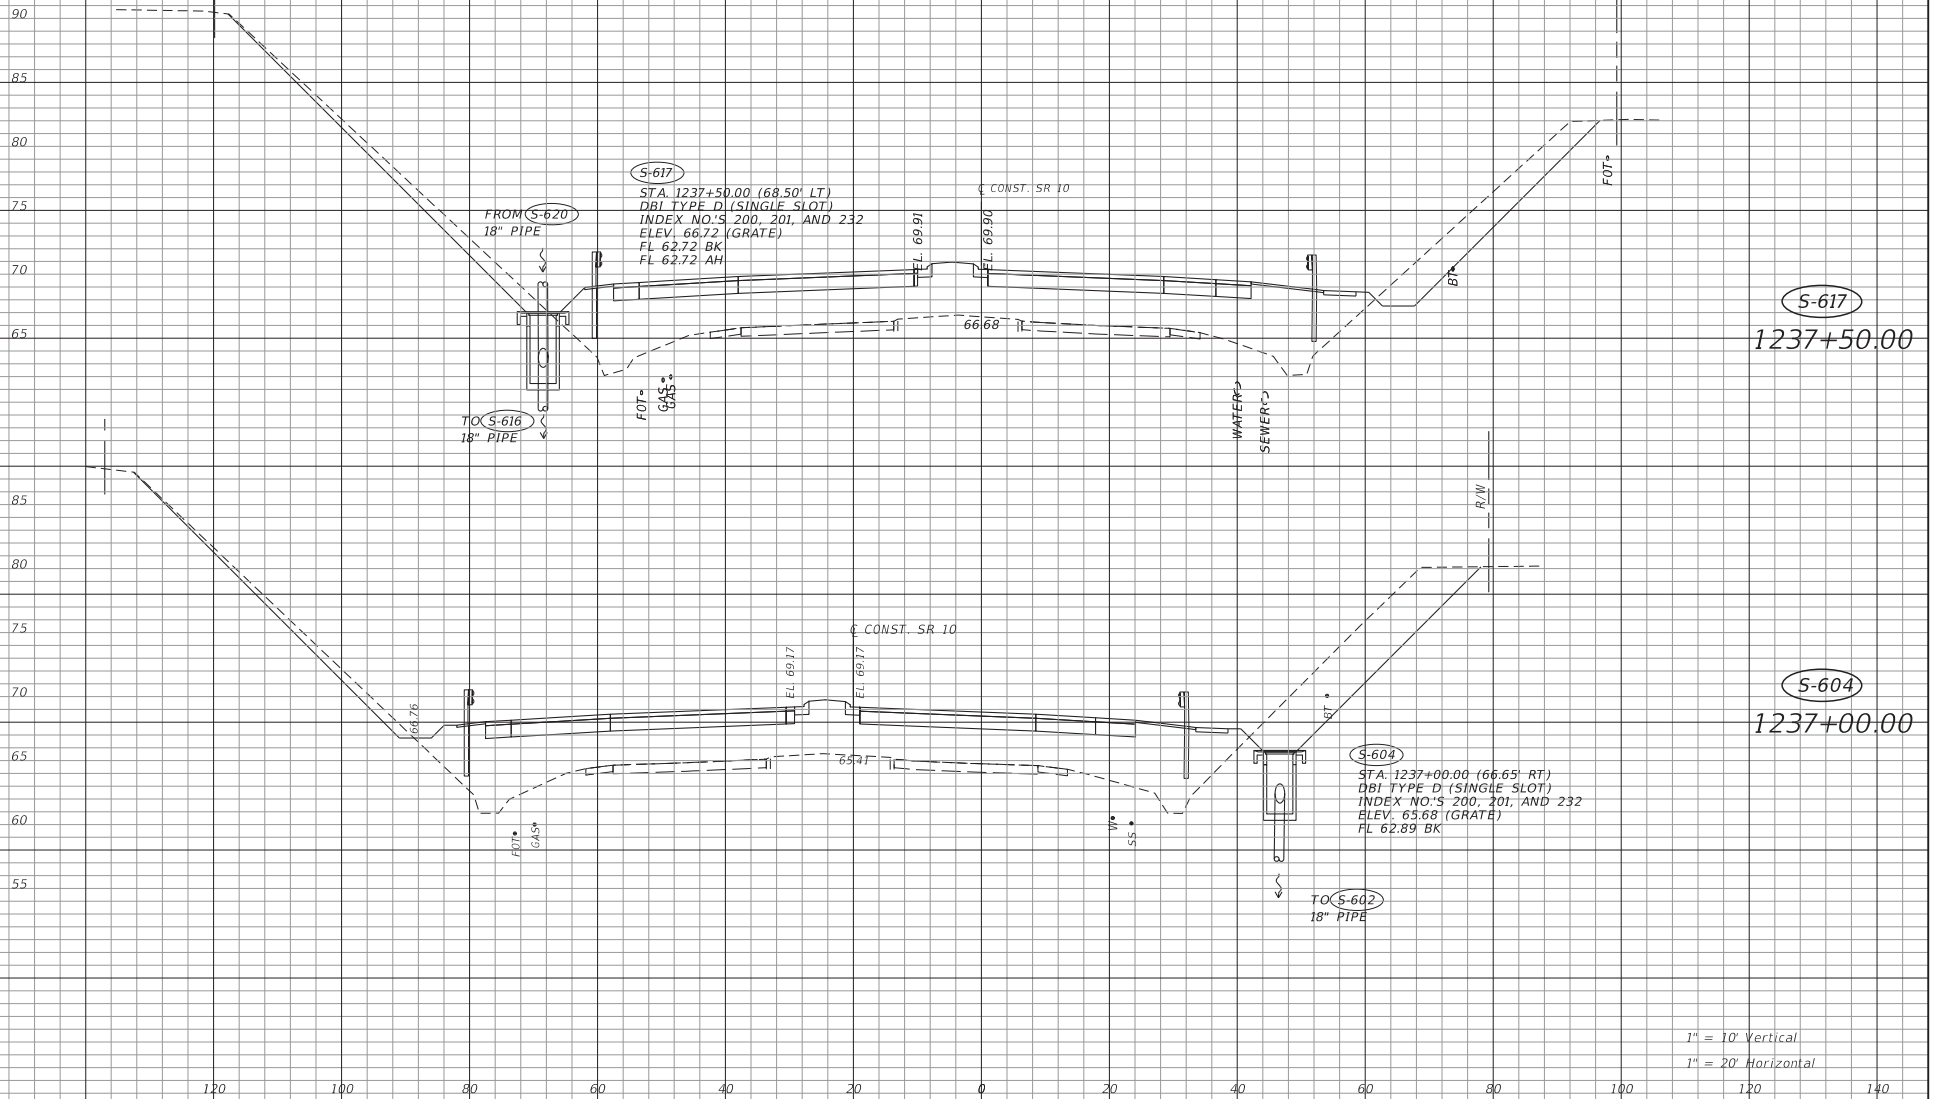 90
85
80
75
70
65
S-617
STA. 1237+50.00 (68.50' LT)
DBI TYPE D (SINGLE SLOT)
INDEX NO.'S 200, 201, AND 232
ELEV. 66.72 (GRATE)
FL 62.72 BK
FL 62.72 AH
FROM S-620
18" PIPE
TO S-616
18" PIPE
℄ CONST. SR 10
EL. 69.91
EL. 69.90
66.68
FOT
GAS
GAS
WATER
SEWER
BT
FOT
S-617
1237+50.00
85
80
75
70
65
60
55
R/W
℄ CONST. SR 10
EL. 69.17
EL. 69.17
66.76
65.41
FOT
GAS
W
SS
BT
S-604
1237+00.00
S-604
STA. 1237+00.00 (66.65' RT)
DBI TYPE D (SINGLE SLOT)
INDEX NO.'S 200, 201, AND 232
ELEV. 65.68 (GRATE)
FL 62.89 BK
TO S-602
18" PIPE
1" = 10' Vertical
1" = 20' Horizontal
120 100 80 60 40 20 0 20 40 60 80 100 120 140